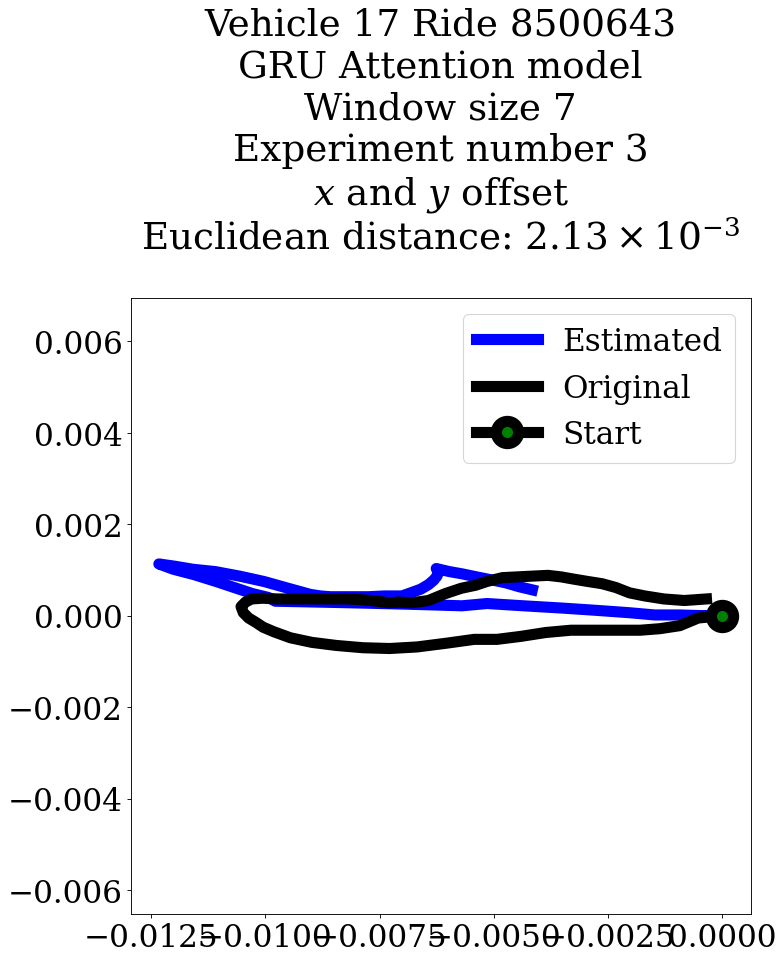 Vehicle 17 Ride 8500643
GRU Attention model
Window size 7
Experiment number 3
x and y offset
Euclidean distance: 2.13 × 10⁻³
Estimated
Original
Start
0.006
0.004
0.002
0.000
−0.002
−0.004
−0.006
−0.0125 −0.0100 −0.0075 −0.0050 −0.0025 0.0000